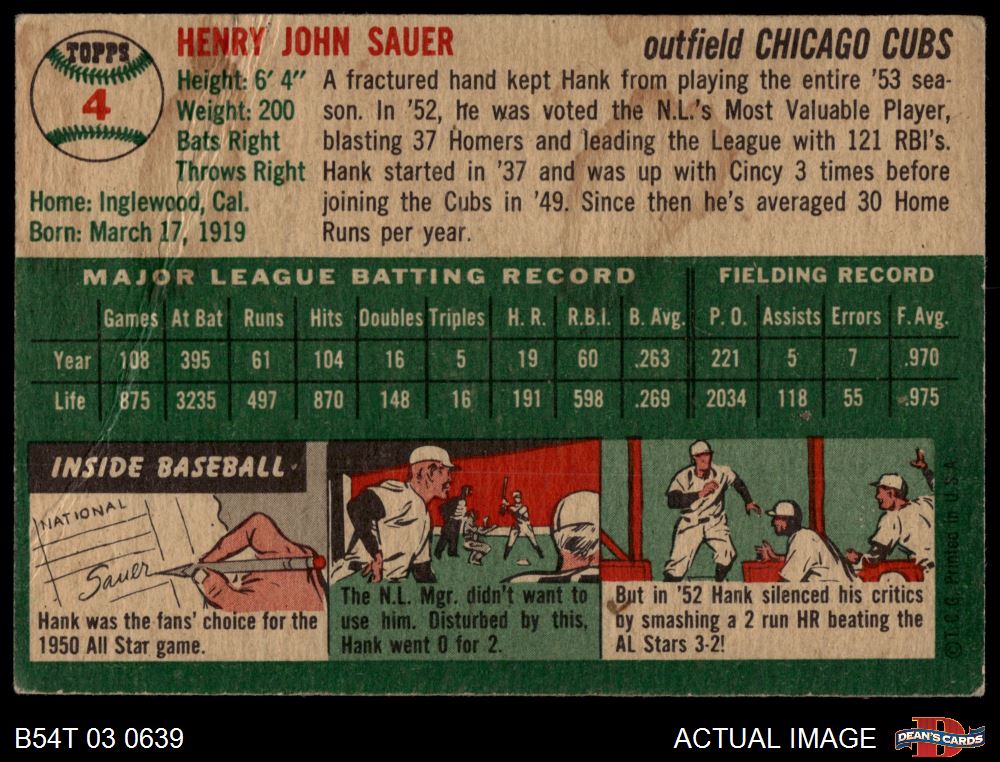 TOPPS
4
HENRY JOHN SAUER
outfield CHICAGO CUBS
Height: 6' 4"
Weight: 200
Bats Right
Throws Right
Home: Inglewood, Cal.
Born: March 17, 1919
A fractured hand kept Hank from playing the entire '53 sea-
son. In '52, he was voted the N.L.'s Most Valuable Player,
blasting 37 Homers and leading the League with 121 RBI's.
Hank started in '37 and was up with Cincy 3 times before
joining the Cubs in '49. Since then he's averaged 30 Home
Runs per year.
MAJOR LEAGUE BATTING RECORD FIELDING RECORD
Games At Bat Runs Hits Doubles Triples H. R. R.B.I. B. Avg. P. O. Assists Errors F. Avg.
Year 108 395 61 104 16 5 19 60 .263 221 5 7 .970
Life 875 3235 497 870 148 16 191 598 .269 2034 118 55 .975
INSIDE BASEBALL
NATIONAL
Sauer
Hank was the fans' choice for the
1950 All Star game.
The N.L. Mgr. didn't want to
use him. Disturbed by this,
Hank went 0 for 2.
But in '52 Hank silenced his critics
by smashing a 2 run HR beating the
AL Stars 3-2!
© T.C.G. Printed in U.S.A.
B54T 03 0639
ACTUAL IMAGE
D
DEAN'S CARDS